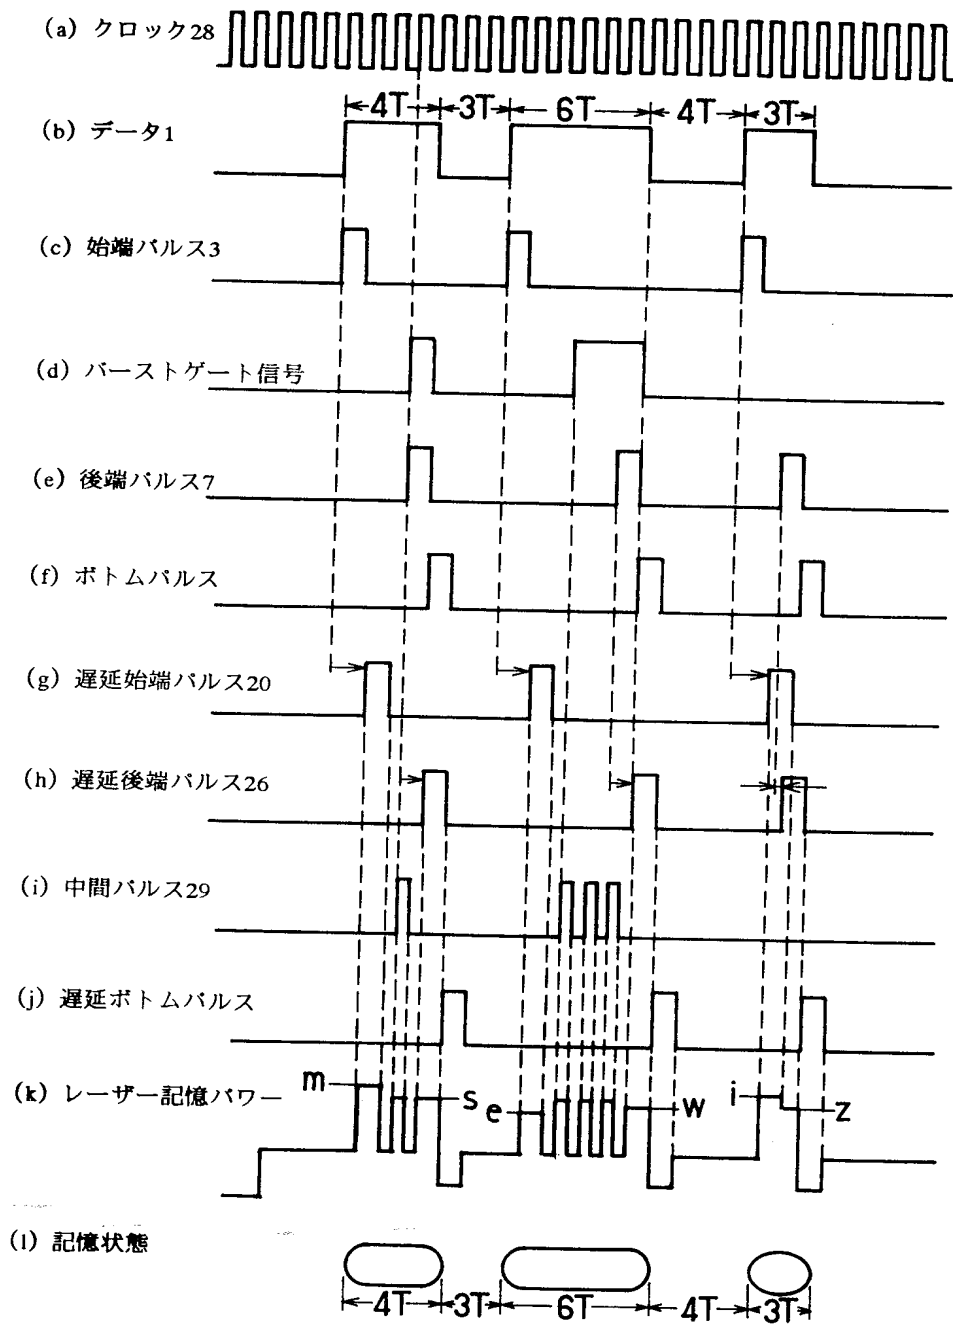 (a) クロック28
4T 3T 6T 4T 3T
(b) データ1
(c) 始端パルス3
(d) バーストゲート信号
(e) 後端パルス7
(f) ボトムパルス
(g) 遅延始端パルス20
(h) 遅延後端パルス26
(i) 中間パルス29
(j) 遅延ボトムパルス
(k) レーザー記憶パワー
m s e w i z
(l) 記憶状態
4T 3T 6T 4T 3T